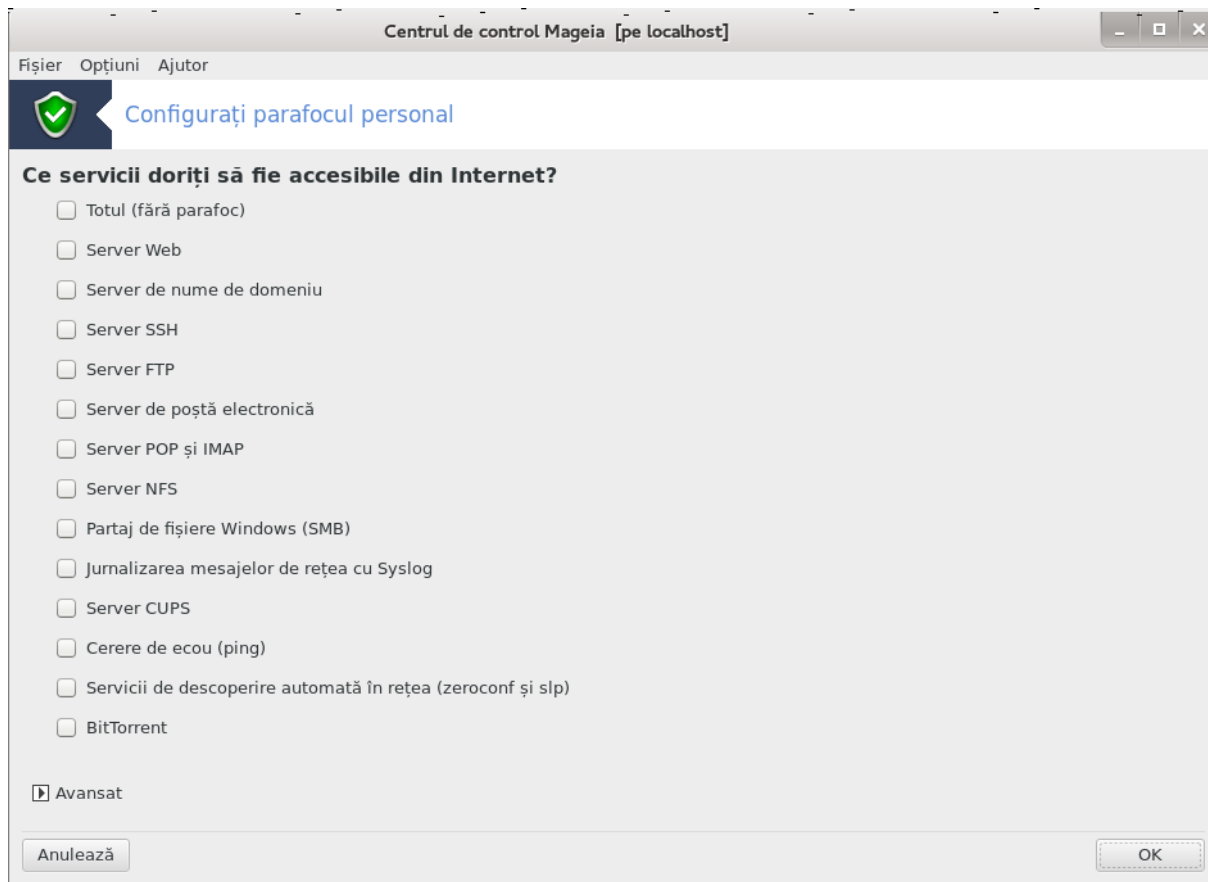 Centrul de control Mageia [pe localhost]
Fișier Opțiuni Ajutor
Configurați parafocul personal
Ce servicii doriți să fie accesibile din Internet?
Totul (fără parafoc)
Server Web
Server de nume de domeniu
Server SSH
Server FTP
Server de poștă electronică
Server POP și IMAP
Server NFS
Partaj de fișiere Windows (SMB)
Jurnalizarea mesajelor de rețea cu Syslog
Server CUPS
Cerere de ecou (ping)
Servicii de descoperire automată în rețea (zeroconf și slp)
BitTorrent
Avansat
Anulează OK